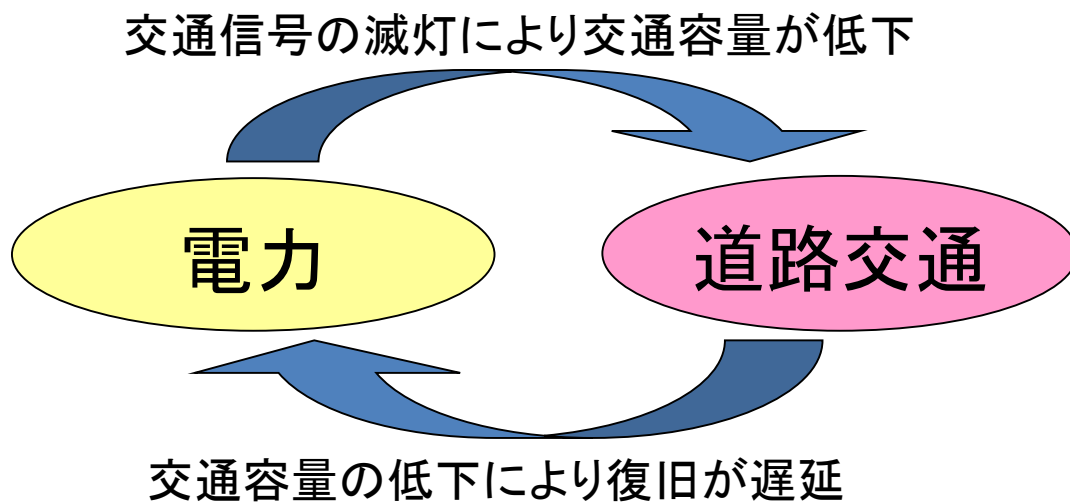 交通信号の滅灯により交通容量が低下
電力
道路交通
交通容量の低下により復旧が遅延